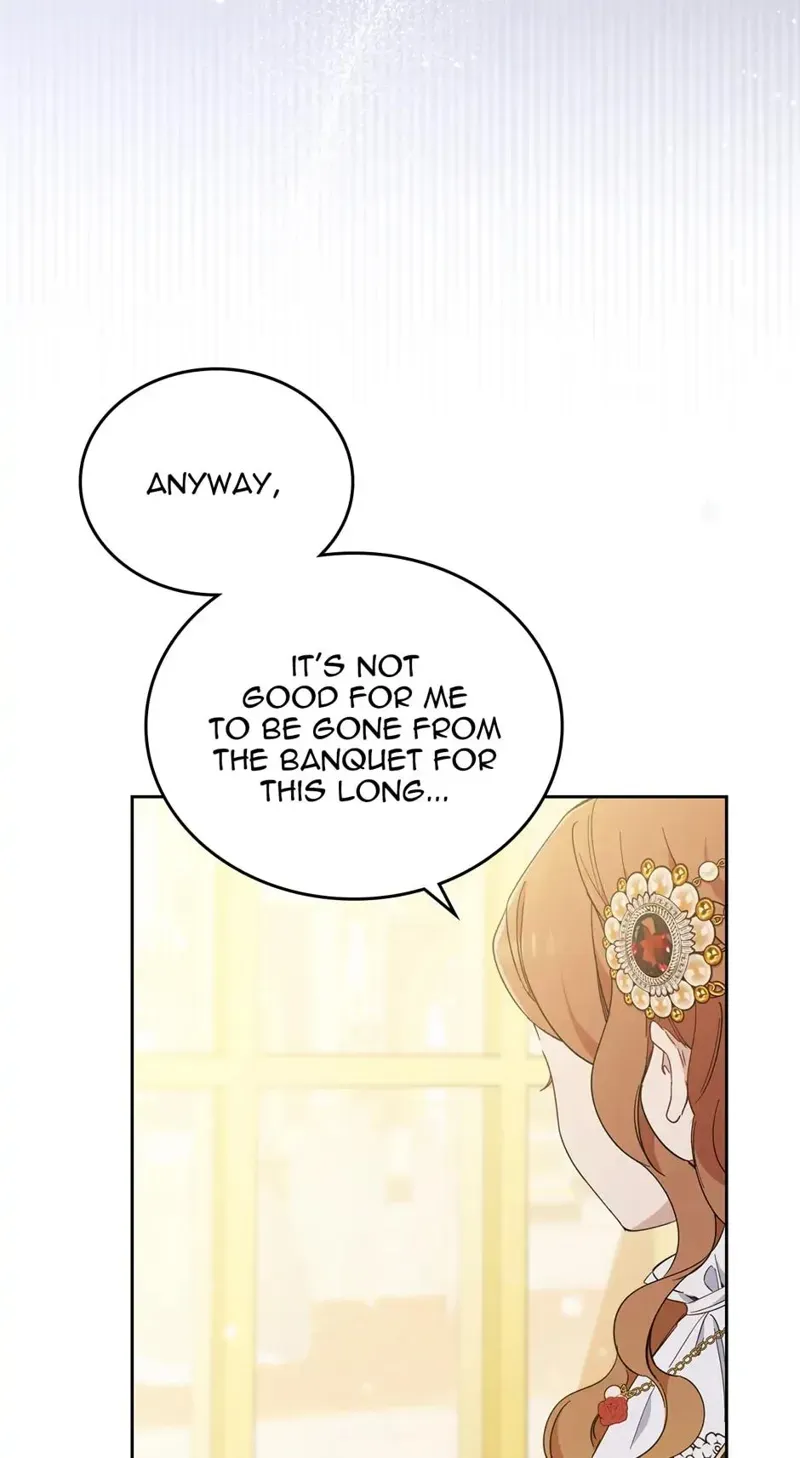 ANYWAY,
IT'S NOT
GOOD FOR ME
TO BE GONE FROM
THE BANQUET FOR
THIS LONG...